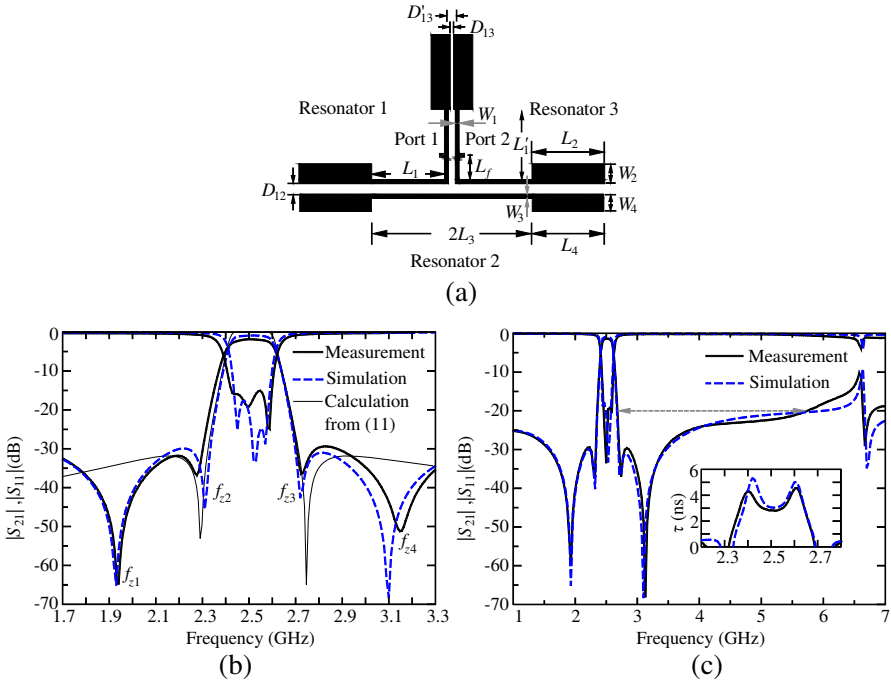 D'13
D13
Resonator 1
W1
Resonator 3
Port 1
Port 2
L'1
L2
L1
Lf
W2
D12
W3
W4
2L3
L4
Resonator 2
(a)
|S21| ,|S11|(dB)
0
-10
-20
-30
-40
-50
-60
-70
Measurement
Simulation
Calculation
from (11)
fz1
fz2
fz3
fz4
1.7 1.9 2.1 2.3 2.5 2.7 2.9 3.1 3.3
Frequency (GHz)
(b)
|S21| ,|S11|(dB)
0
-10
-20
-30
-40
-50
-60
-70
Measurement
Simulation
τ (ns)
6
4
2
0
2.3 2.5 2.7
1 2 3 4 5 6 7
Frequency (GHz)
(c)